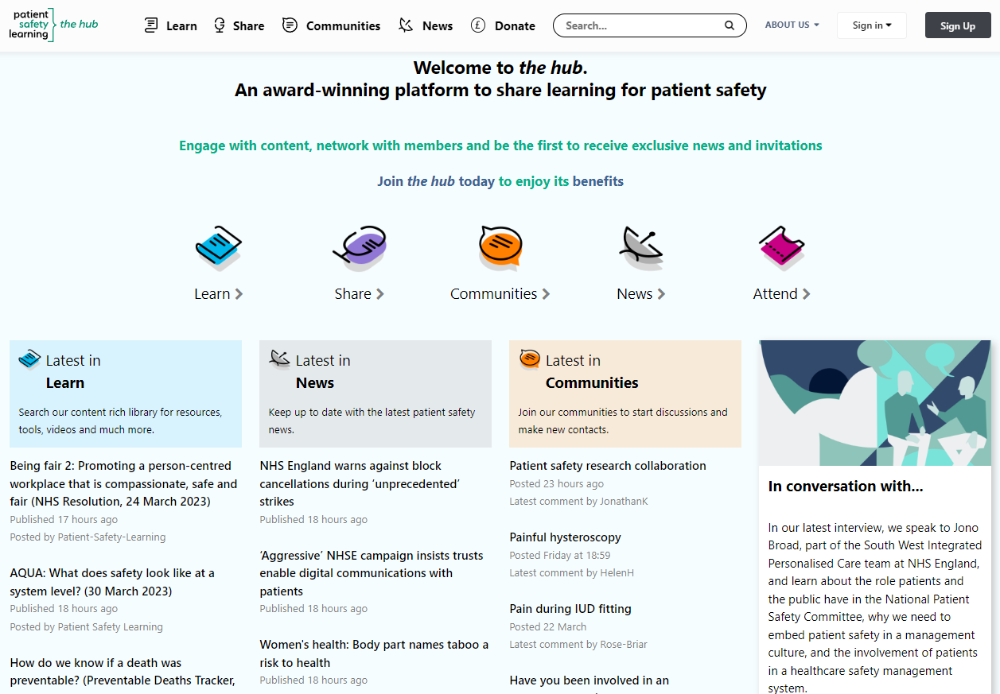 patient
safety
learning
the hub
Learn
Share
Communities
News
£
Donate
Search...
ABOUT US
Sign in
Sign Up
Welcome to the hub.
An award-winning platform to share learning for patient safety
Engage with content, network with members and be the first to receive exclusive news and invitations
Join the hub today to enjoy its benefits
Learn
Share
Communities
News
Attend
Latest in
Learn
Search our content rich library for resources,
tools, videos and much more.
Being fair 2: Promoting a person-centred
workplace that is compassionate, safe and
fair (NHS Resolution, 24 March 2023)
Published 17 hours ago
Posted by Patient-Safety-Learning
AQUA: What does safety look like at a
system level? (30 March 2023)
Published 18 hours ago
Posted by Patient Safety Learning
How do we know if a death was
preventable? (Preventable Deaths Tracker,
Latest in
News
Keep up to date with the latest patient safety
news.
NHS England warns against block
cancellations during ‘unprecedented’
strikes
Published 18 hours ago
‘Aggressive’ NHSE campaign insists trusts
enable digital communications with
patients
Published 18 hours ago
Women's health: Body part names taboo a
risk to health
Published 18 hours ago
Latest in
Communities
Join our communities to start discussions and
make new contacts.
Patient safety research collaboration
Posted 23 hours ago
Latest comment by JonathanK
Painful hysteroscopy
Posted Friday at 18:59
Latest comment by HelenH
Pain during IUD fitting
Posted 22 March
Latest comment by Rose-Briar
Have you been involved in an
In conversation with...
In our latest interview, we speak to Jono
Broad, part of the South West Integrated
Personalised Care team at NHS England,
and learn about the role patients and
the public have in the National Patient
Safety Committee, why we need to
embed patient safety in a management
culture, and the involvement of patients
in a healthcare safety management
system.